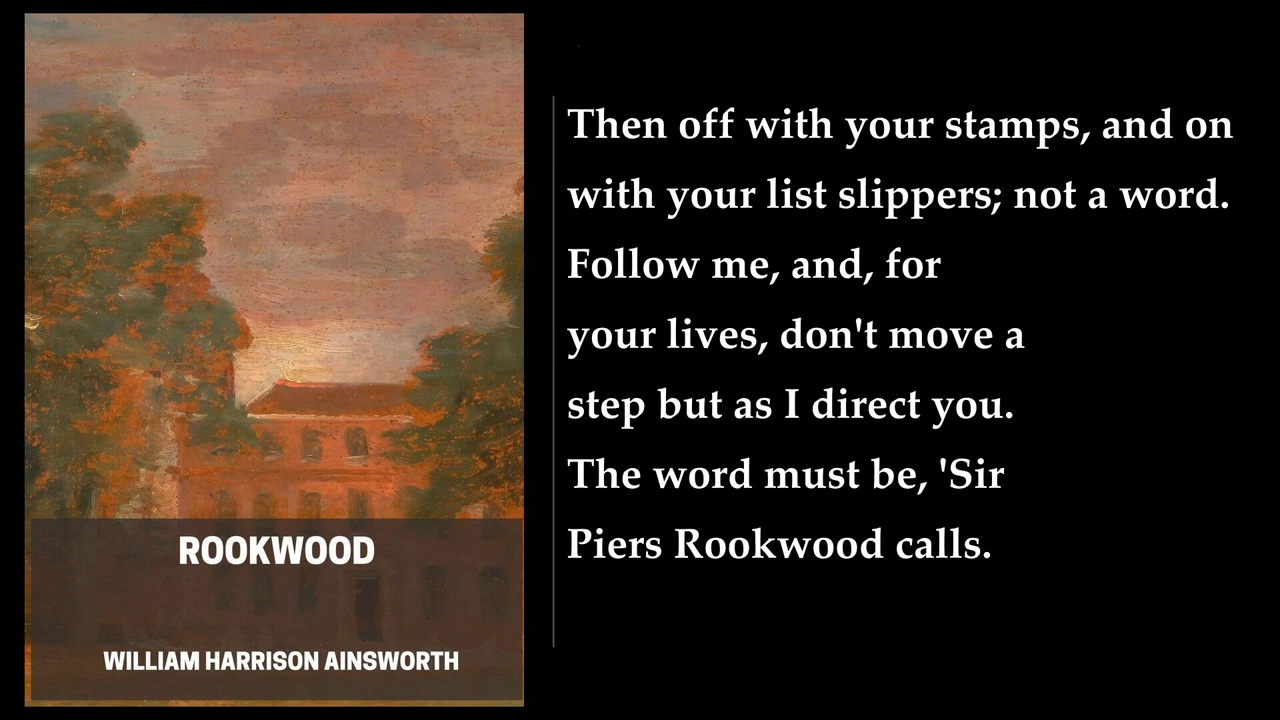 ROOKWOOD
WILLIAM HARRISON AINSWORTH
Then off with your stamps, and on
with your list slippers; not a word.
Follow me, and, for
your lives, don't move a
step but as I direct you.
The word must be, 'Sir
Piers Rookwood calls.